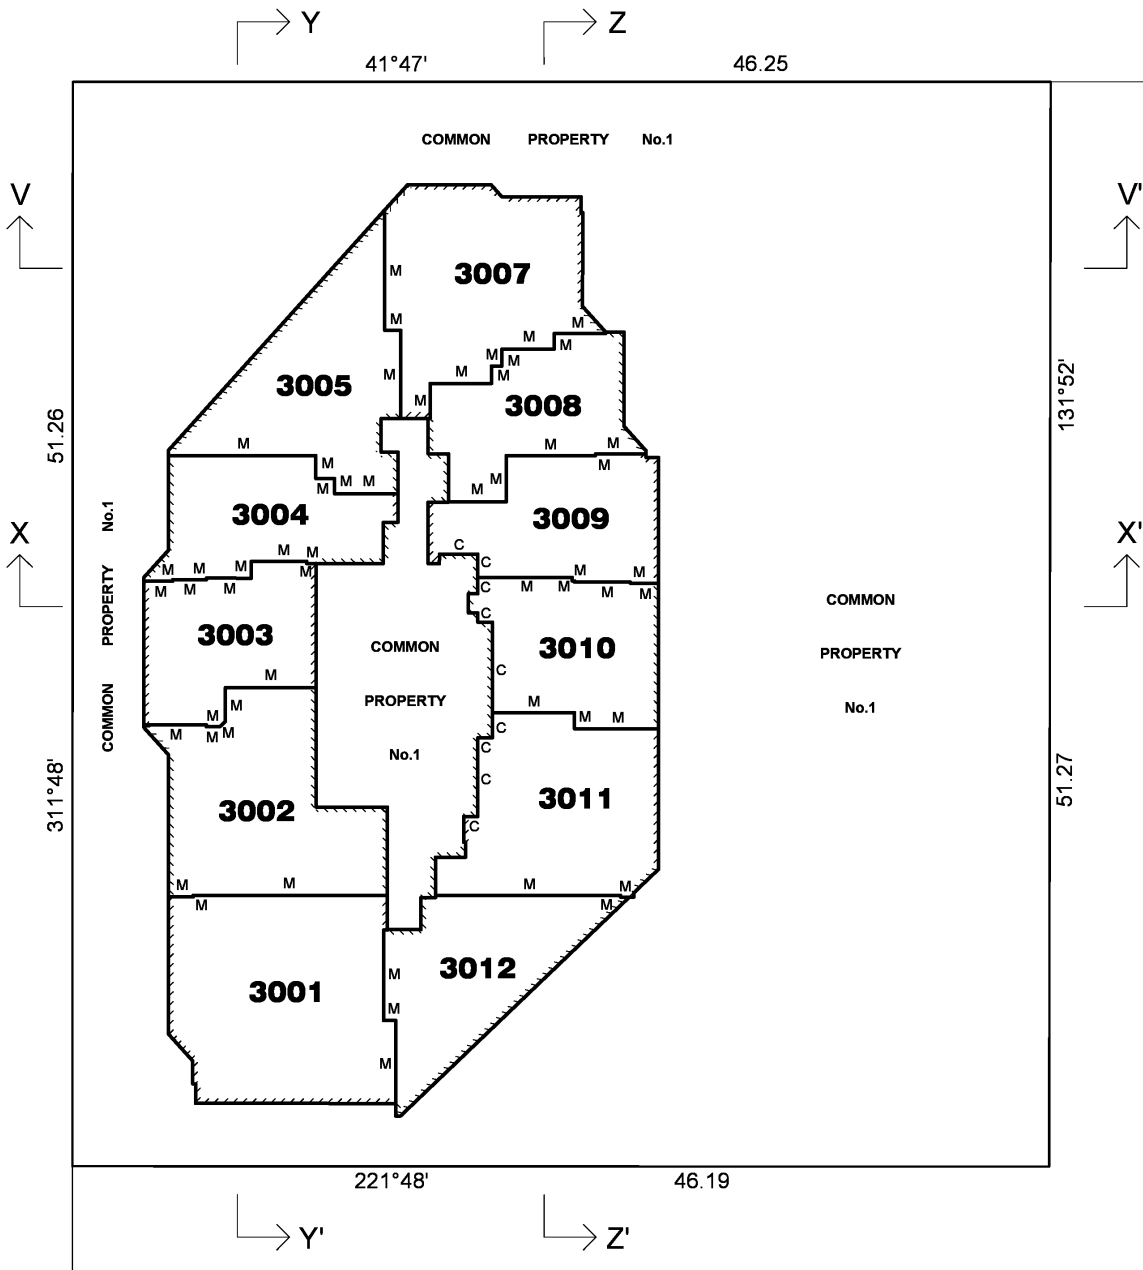 Y
Z
41°47'
46.25
COMMON PROPERTY No.1
V
V'
M
3007
M
M
M
M
M
M
M
M
M
M
3005
3008
M
M
M
M
M
M
M
M
M
M
M
131°52'
51.26
X
X'
3004
3009
C
M
M
C
M
M
M
M
M
M
M
M
C
M
M
M
M
M
C
COMMON PROPERTY No.1
3003
COMMON
PROPERTY
No.1
3010
COMMON
PROPERTY
No.1
C
M
M
M
M
M
M
M
M
M
C
C
C
3002
3011
C
311°48'
51.27
M
M
M
M
M
M
3001
3012
M
M
M
221°48'
46.19
Y'
Z'